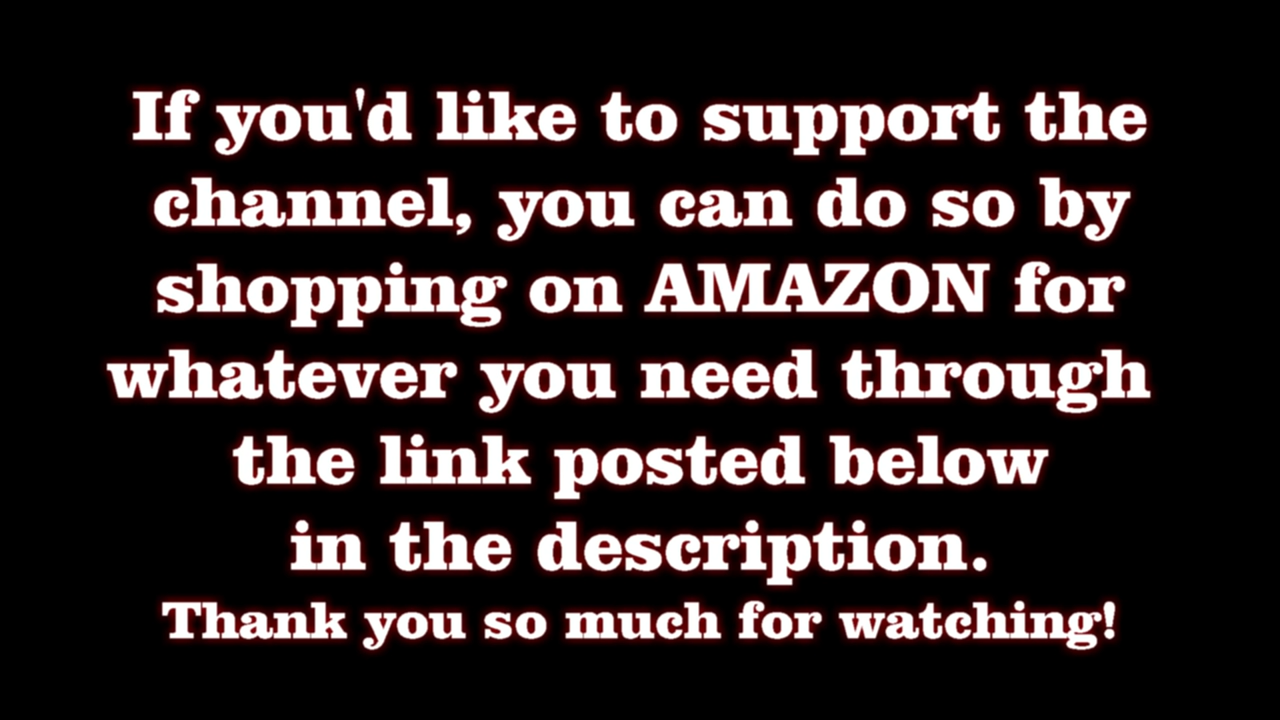 If you'd like to support the
channel, you can do so by
shopping on AMAZON for
whatever you need through
the link posted below
in the description.
Thank you so much for watching!